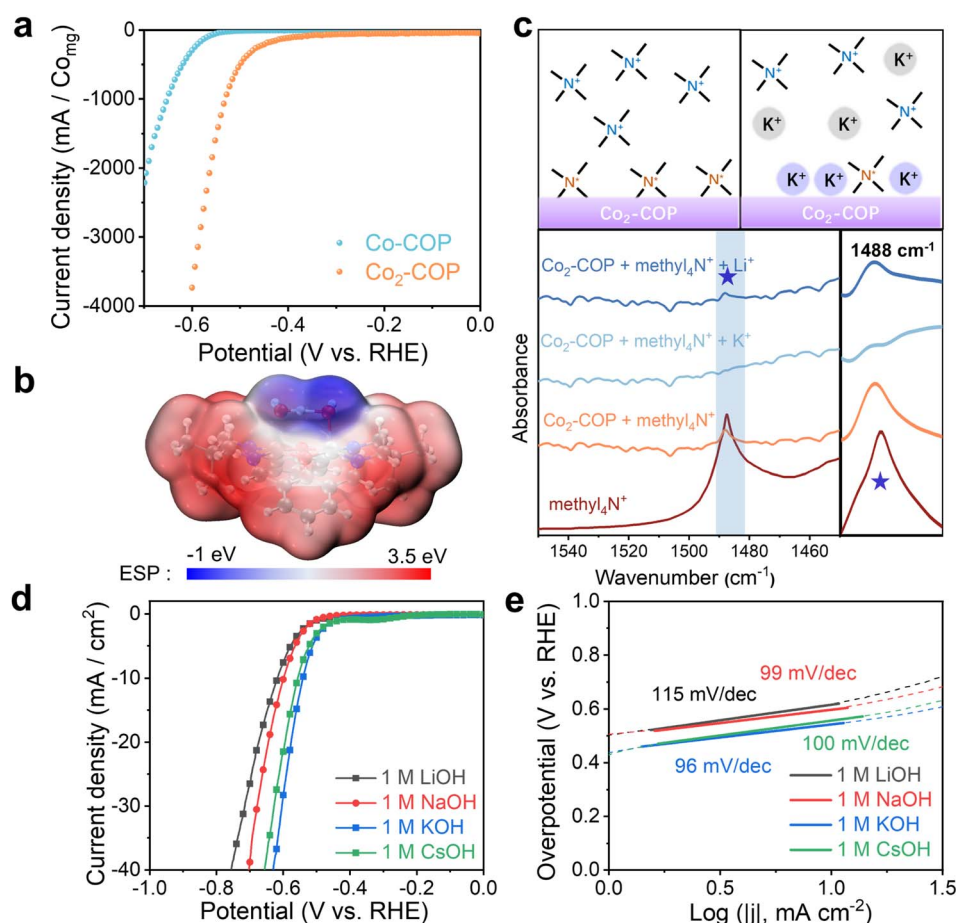 a
0
-1000
-2000
-3000
-4000
Current density (mA / Co_mg)
Co-COP
Co₂-COP
-0.6 -0.4 -0.2 0.0
Potential (V vs. RHE)
b
-1 eV 3.5 eV
ESP :
c
N⁺ N⁺ N⁺
N⁺
N⁺ N⁺ N⁺
Co₂-COP
N⁺ N⁺ K⁺
K⁺ K⁺ N⁺
K⁺ K⁺ N⁺ K⁺
Co₂-COP
Absorbance
Co₂-COP + methyl₄N⁺ + Li⁺
Co₂-COP + methyl₄N⁺ + K⁺
Co₂-COP + methyl₄N⁺
methyl₄N⁺
1540 1520 1500 1480 1460
Wavenumber (cm⁻¹)
1488 cm⁻¹
d
0
-10
-20
-30
-40
Current density (mA / cm²)
1 M LiOH
1 M NaOH
1 M KOH
1 M CsOH
-1.0 -0.8 -0.6 -0.4 -0.2 0.0
Potential (V vs. RHE)
e
1.0
0.8
0.6
0.4
0.2
0.0
Overpotential (V vs. RHE)
99 mV/dec
115 mV/dec
100 mV/dec
96 mV/dec
1 M LiOH
1 M NaOH
1 M KOH
1 M CsOH
0.0 0.5 1.0 1.5
Log (|j|, mA cm⁻²)